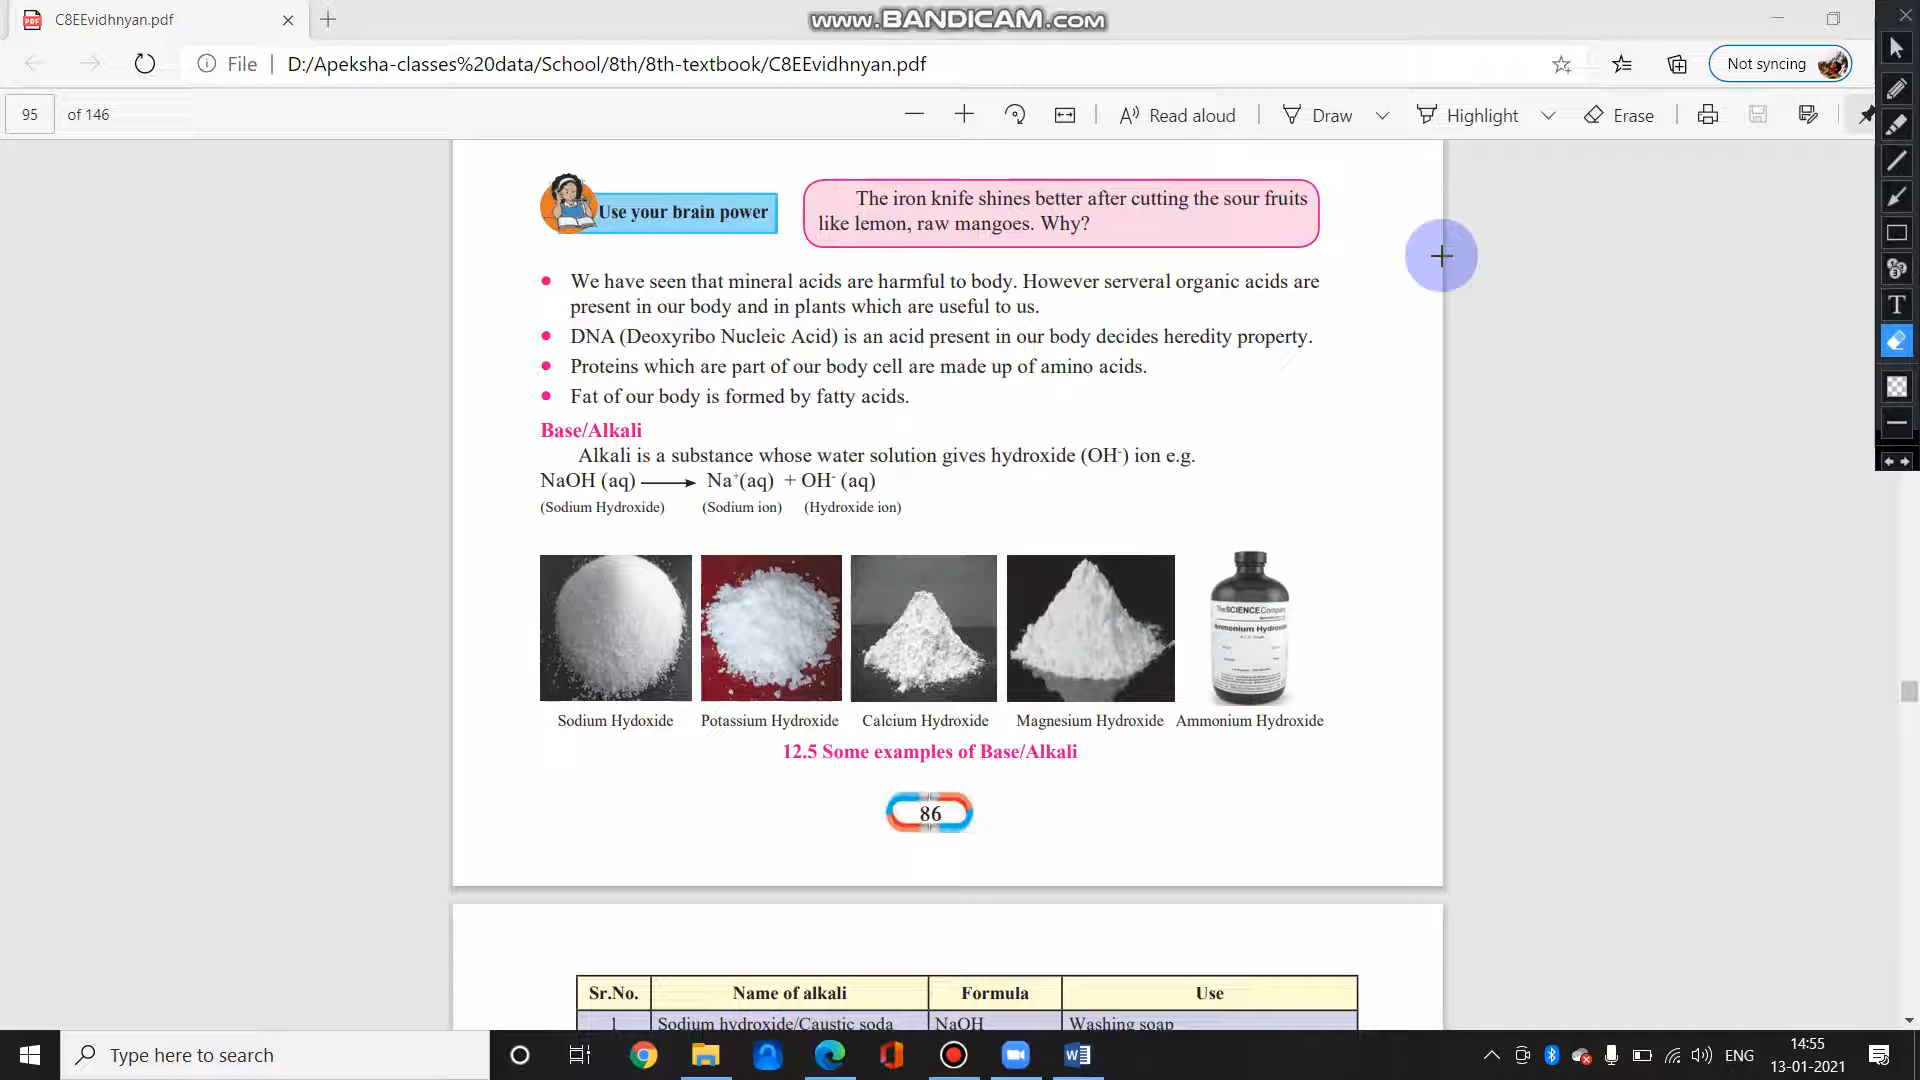 C8EEvidhnyan.pdf
www.BANDICAM.com
File
D:/Apeksha-classes%20data/School/8th/8th-textbook/C8EEvidhnyan.pdf
Not syncing
95 of 146
Read aloud
Draw
Highlight
Erase
Use your brain power
The iron knife shines better after cutting the sour fruits
like lemon, raw mangoes. Why?
• We have seen that mineral acids are harmful to body. However serveral organic acids are
present in our body and in plants which are useful to us.
• DNA (Deoxyribo Nucleic Acid) is an acid present in our body decides heredity property.
• Proteins which are part of our body cell are made up of amino acids.
• Fat of our body is formed by fatty acids.
Base/Alkali
Alkali is a substance whose water solution gives hydroxide (OH⁻) ion e.g.
NaOH (aq) ⟶ Na⁺(aq) + OH⁻ (aq)
(Sodium Hydroxide) (Sodium ion) (Hydroxide ion)
The SCIENCE Company
Ammonium Hydroxide
Sodium Hydoxide Potassium Hydroxide Calcium Hydroxide Magnesium Hydroxide Ammonium Hydroxide
12.5 Some examples of Base/Alkali
86
Sr.No. Name of alkali Formula Use
1 Sodium hydroxide/Caustic soda NaOH Washing soap
Type here to search
ENG
14:55
13-01-2021